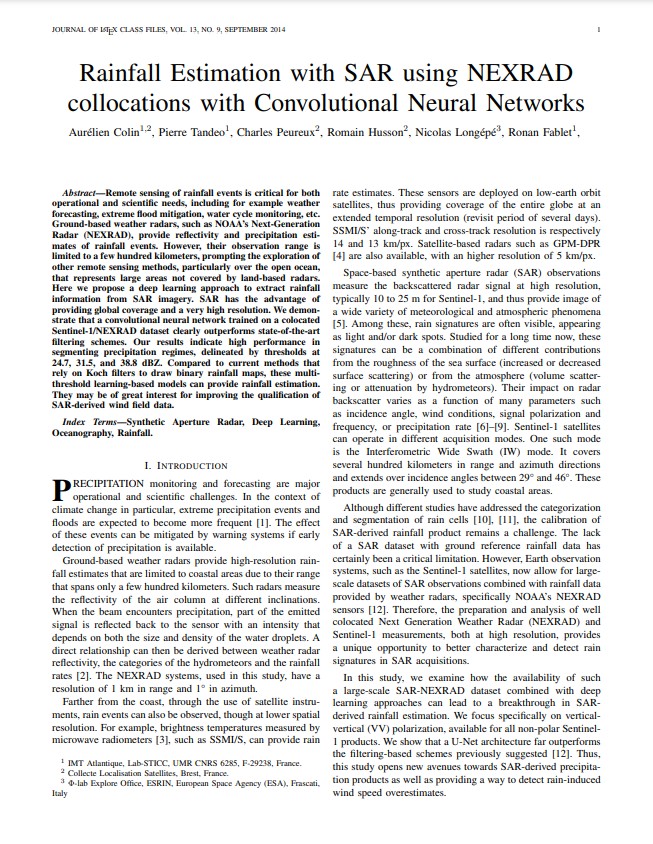 JOURNAL OF LATEX CLASS FILES, VOL. 13, NO. 9, SEPTEMBER 2014
1
Rainfall Estimation with SAR using NEXRAD
collocations with Convolutional Neural Networks
Aurélien Colin1,2, Pierre Tandeo1, Charles Peureux2, Romain Husson2, Nicolas Longépé3, Ronan Fablet1,
Abstract—Remote sensing of rainfall events is critical for both
operational and scientific needs, including for example weather
forecasting, extreme flood mitigation, water cycle monitoring, etc.
Ground-based weather radars, such as NOAA's Next-Generation
Radar (NEXRAD), provide reflectivity and precipitation esti-
mates of rainfall events. However, their observation range is
limited to a few hundred kilometers, prompting the exploration of
other remote sensing methods, particularly over the open ocean,
that represents large areas not covered by land-based radars.
Here we propose a deep learning approach to extract rainfall
information from SAR imagery. SAR has the advantage of
providing global coverage and a very high resolution. We demon-
strate that a convolutional neural network trained on a collocated
Sentinel-1/NEXRAD dataset clearly outperforms state-of-the-art
filtering schemes. Our results indicate high performance in
segmenting precipitation regimes, delineated by thresholds at
24.7, 31.5, and 38.8 dBZ. Compared to current methods that
rely on Koch filters to draw binary rainfall maps, these multi-
threshold learning-based models can provide rainfall estimation.
They may be of great interest for improving the qualification of
SAR-derived wind field data.
Index Terms—Synthetic Aperture Radar, Deep Learning,
Oceanography, Rainfall.
I. INTRODUCTION
PRECIPITATION monitoring and forecasting are major
operational and scientific challenges. In the context of
climate change in particular, extreme precipitation events and
floods are expected to become more frequent [1]. The effect
of these events can be mitigated by warning systems if early
detection of precipitation is available.
Ground-based weather radars provide high-resolution rain-
fall estimates that are limited to coastal areas due to their range
that spans only a few hundred kilometers. Such radars measure
the reflectivity of the air column at different inclinations.
When the beam encounters precipitation, part of the emitted
signal is reflected back to the sensor with an intensity that
depends on both the size and density of the water droplets. A
direct relationship can then be derived between weather radar
reflectivity, the categories of the hydrometeors and the rainfall
rates [2]. The NEXRAD systems, used in this study, have a
resolution of 1 km in range and 1° in azimuth.
Farther from the coast, through the use of satellite instru-
ments, rain events can also be observed, though at lower spatial
resolution. For example, brightness temperatures measured by
microwave radiometers [3], such as SSMI/S, can provide rain
1 IMT Atlantique, Lab-STICC, UMR CNRS 6285, F-29238, France.
2 Collecte Localisation Satellites, Brest, France.
3 Φ-lab Explore Office, ESRIN, European Space Agency (ESA), Frascati,
Italy
rate estimates. These sensors are deployed on low-earth orbit
satellites, thus providing coverage of the entire globe at an
extended temporal resolution (revisit period of several days).
SSMI/S' along-track and cross-track resolution is respectively
14 and 13 km/px. Satellite-based radars such as GPM-DPR
[4] are also available, with an higher resolution of 5 km/px.
Space-based synthetic aperture radar (SAR) observations
measure the backscattered radar signal at high resolution,
typically 10 to 25 m for Sentinel-1, and thus provide image of
a wide variety of meteorological and atmospheric phenomena
[5]. Among these, rain signatures are often visible, appearing
as light and/or dark spots. Studied for a long time now, these
signatures can be a combination of different contributions
from the roughness of the sea surface (increased or decreased
surface scattering) or from the atmosphere (volume scatter-
ing or attenuation by hydrometeors). Their impact on radar
backscatter varies as a function of many parameters such
as incidence angle, wind conditions, signal polarization and
frequency, or precipitation rate [6]–[9]. Sentinel-1 satellites
can operate in different acquisition modes. One such mode
is the Interferometric Wide Swath (IW) mode. It covers
several hundred kilometers in range and azimuth directions
and extends over incidence angles between 29° and 46°. These
products are generally used to study coastal areas.
Although different studies have addressed the categorization
and segmentation of rain cells [10], [11], the calibration of
SAR-derived rainfall product remains a challenge. The lack
of a SAR dataset with ground reference rainfall data has
certainly been a critical limitation. However, Earth observation
systems, such as the Sentinel-1 satellites, now allow for large-
scale datasets of SAR observations combined with rainfall data
provided by weather radars, specifically NOAA's NEXRAD
sensors [12]. Therefore, the preparation and analysis of well
colocated Next Generation Weather Radar (NEXRAD) and
Sentinel-1 measurements, both at high resolution, provides
a unique opportunity to better characterize and detect rain
signatures in SAR acquisitions.
In this study, we examine how the availability of such
a large-scale SAR-NEXRAD dataset combined with deep
learning approaches can lead to a breakthrough in SAR-
derived rainfall estimation. We focus specifically on vertical-
vertical (VV) polarization, available for all non-polar Sentinel-
1 products. We show that a U-Net architecture far outperforms
the filtering-based schemes previously suggested [12]. Thus,
this study opens new avenues towards SAR-derived precipita-
tion products as well as providing a way to detect rain-induced
wind speed overestimates.